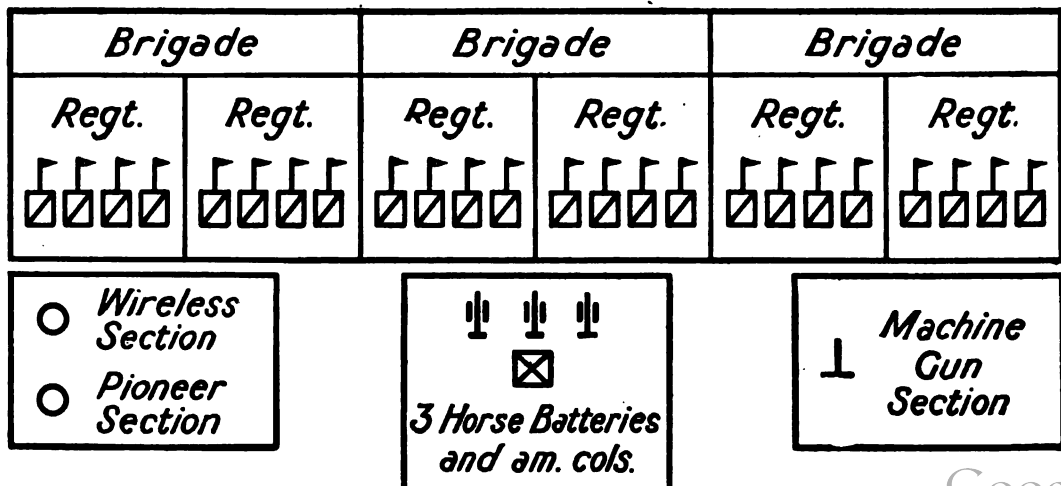 Brigade Brigade Brigade
Regt. Regt. Regt. Regt. Regt. Regt.
Wireless
Section
Pioneer
Section
3 Horse Batteries
and am. cols.
Machine
Gun
Section